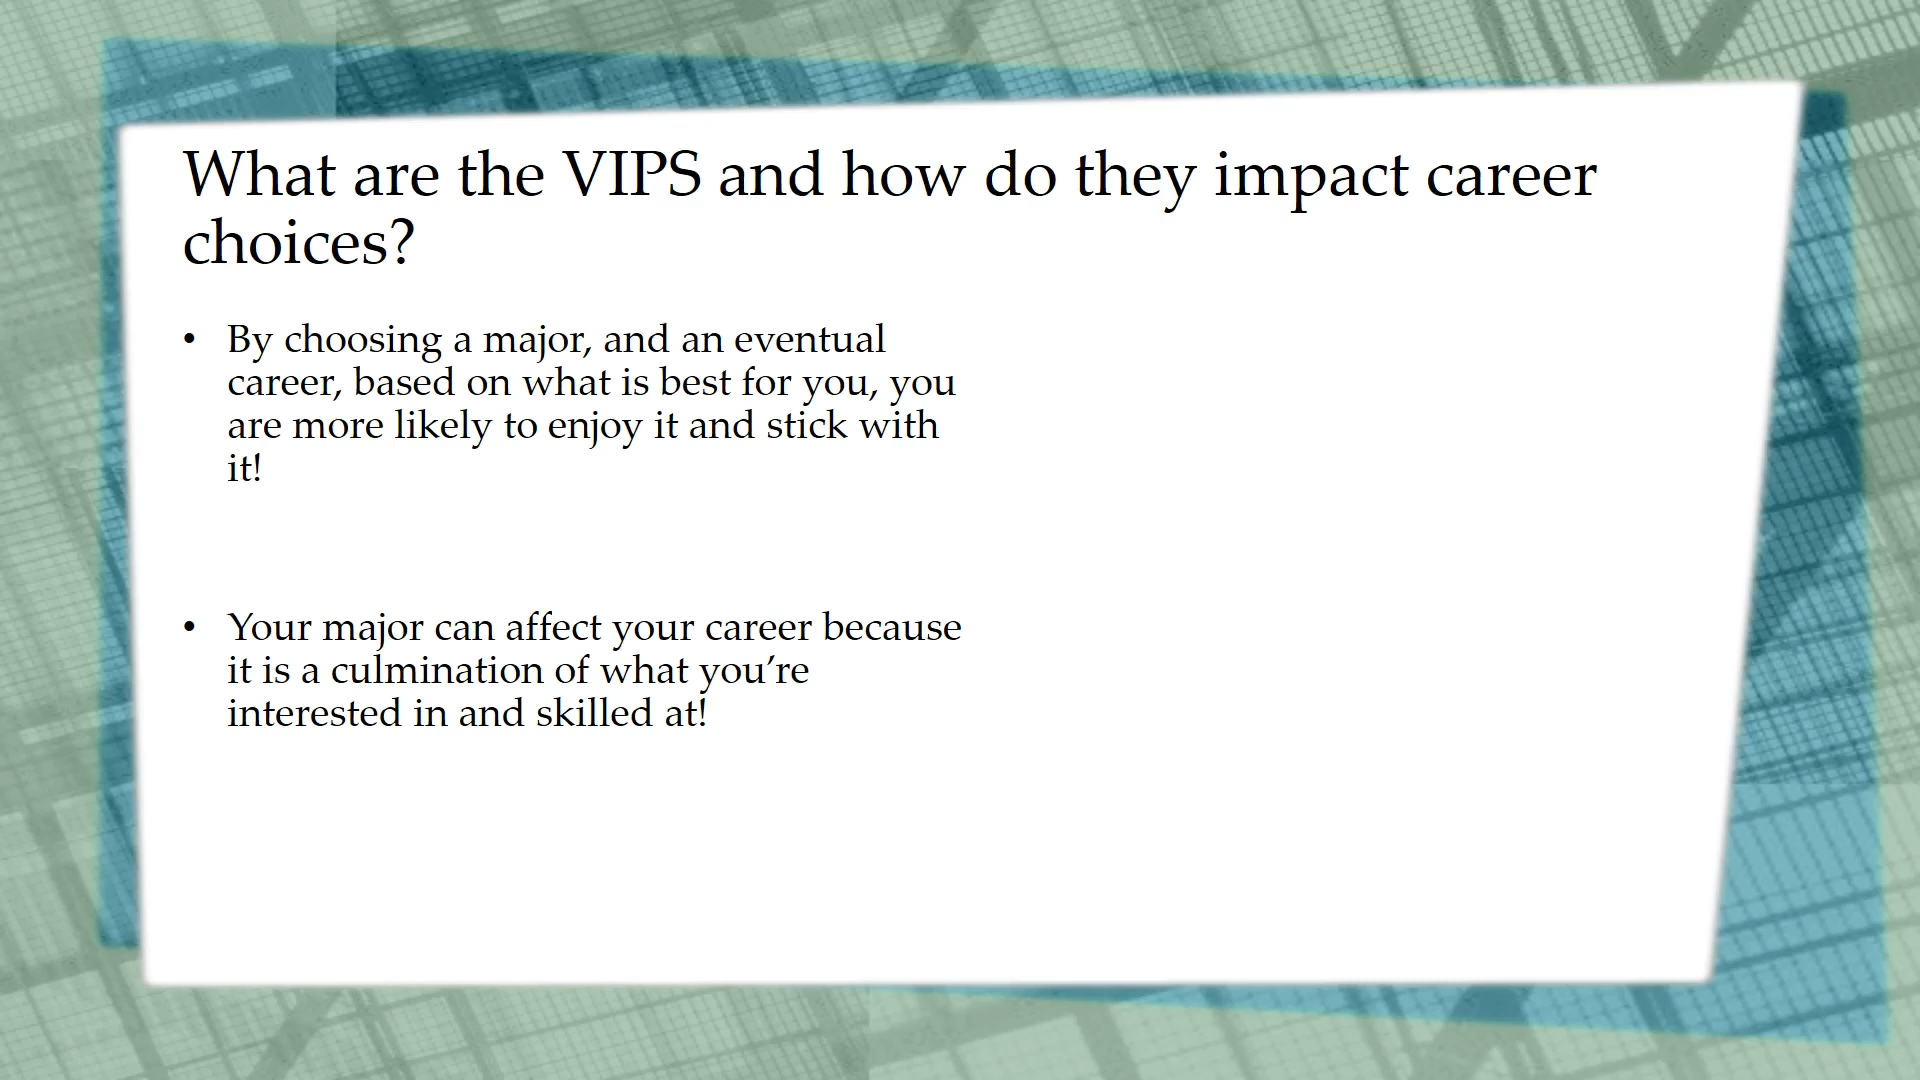 What are the VIPS and how do they impact career
choices?
• By choosing a major, and an eventual
career, based on what is best for you, you
are more likely to enjoy it and stick with
it!
• Your major can affect your career because
it is a culmination of what you’re
interested in and skilled at!